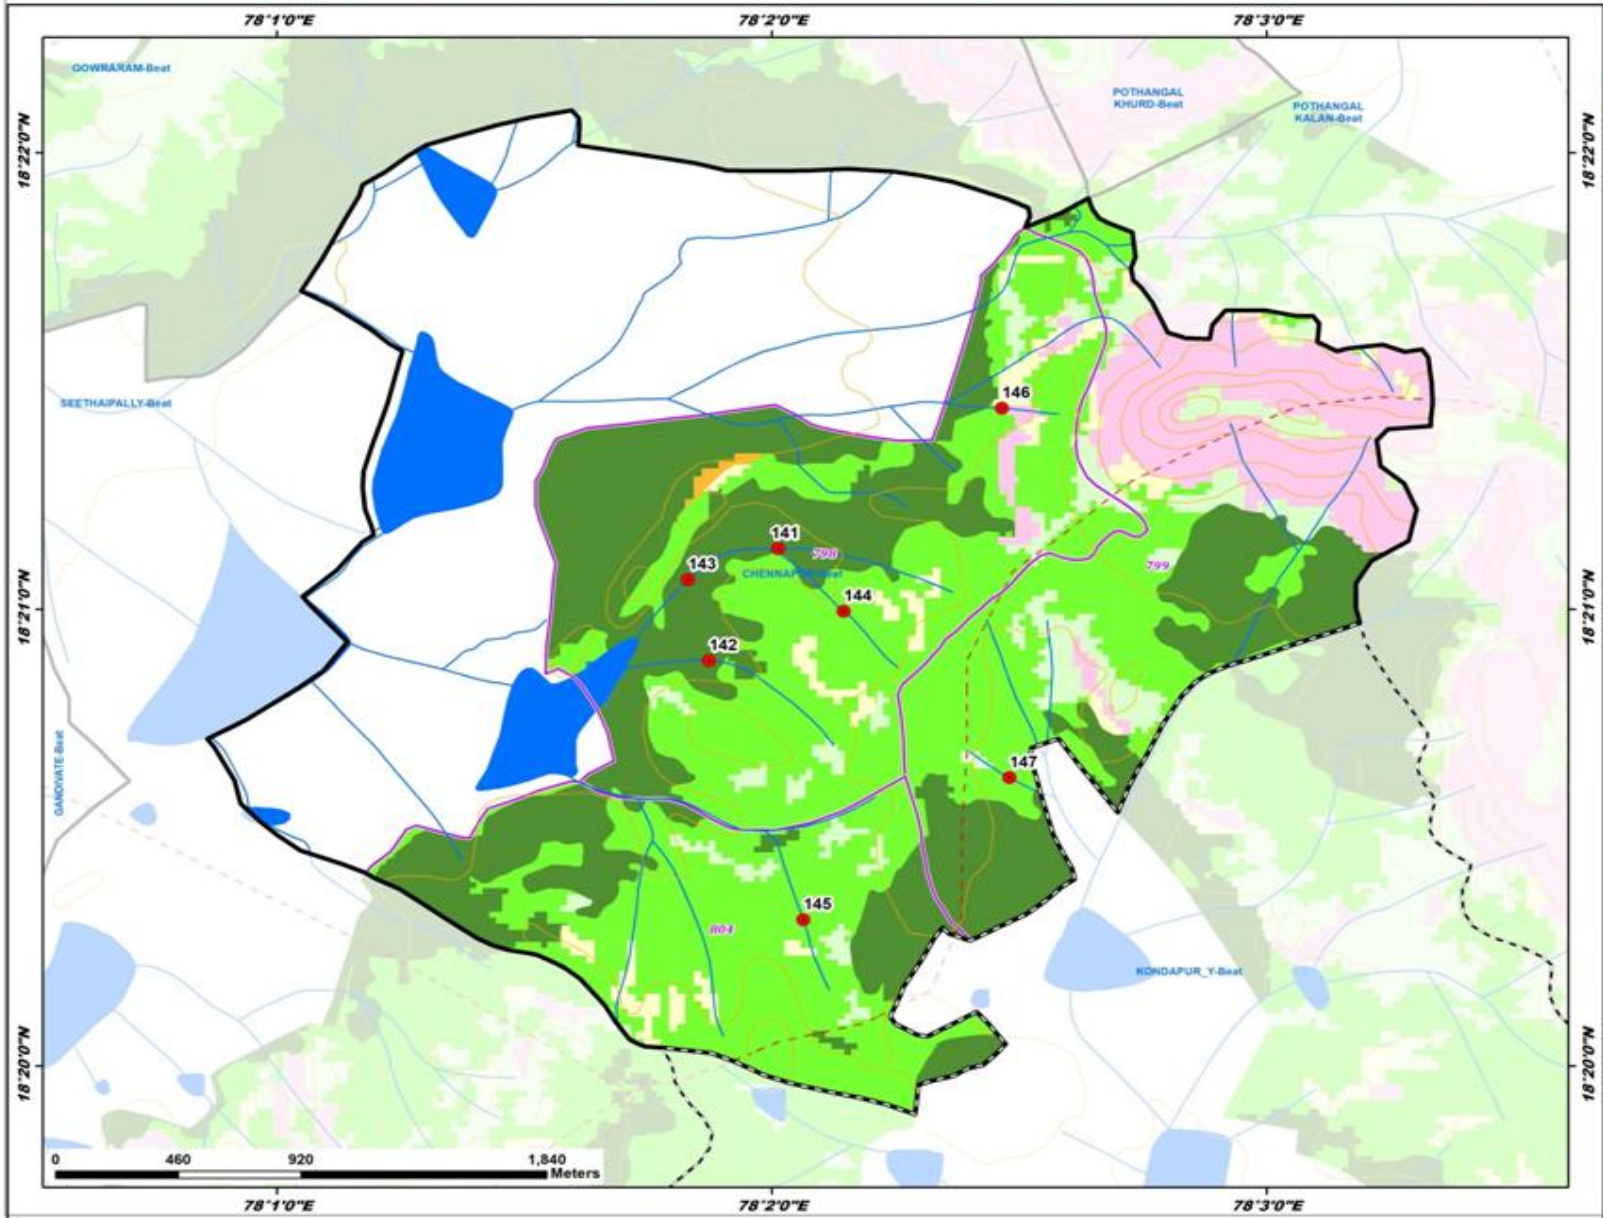 78°1'0"E 78°2'0"E 78°3'0"E
GOWRARAM-Beat
POTHANGAL
KHURD-Beat
POTHANGAL
KALAN-Beat
18°22'0"N 18°22'0"N
SEETHAIPALLY-Beat
146
141
798
143
CHENNAPUR-Beat
799
144
18°21'0"N 18°21'0"N
142
GANDIVATE-Beat
147
145
804
KONDAPUR_Y-Beat
18°20'0"N 18°20'0"N
0 460 920 1,840
Meters
78°1'0"E 78°2'0"E 78°3'0"E